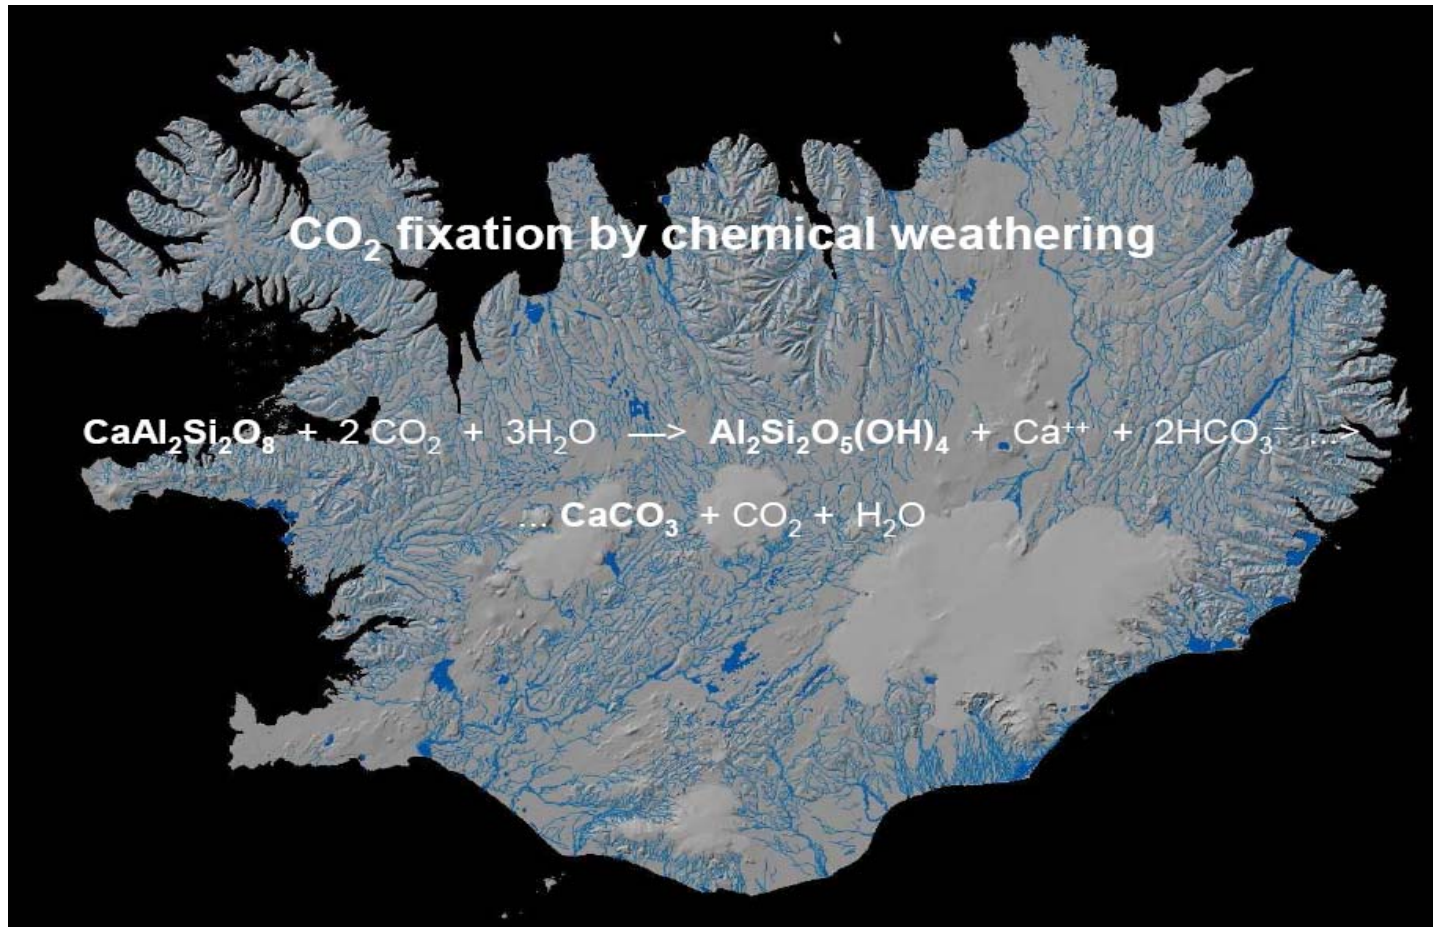 CO₂ fixation by chemical weathering
CaAl₂Si₂O₈ + 2 CO₂ + 3H₂O —> Al₂Si₂O₅(OH)₄ + Ca⁺⁺ + 2HCO₃⁻ ...>
... CaCO₃ + CO₂ + H₂O